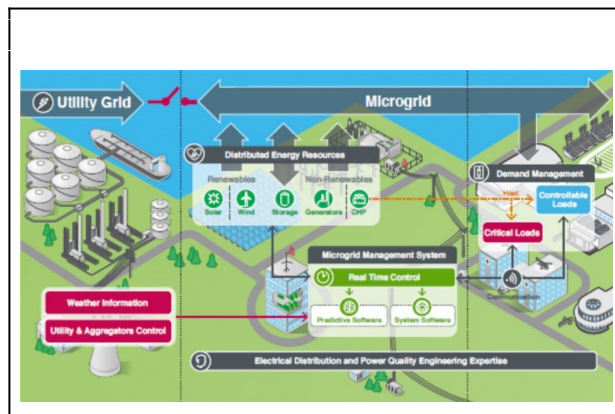 Utility Grid
Microgrid
Distributed Energy Resources
Renewables
Non-Renewables
Solar
Wind
Storage
Generators
CHP
Demand Management
Heat
Controllable
Loads
Critical Loads
Microgrid Management System
Real Time Control
Communication
Predictive Software
System Software
Weather Information
Utility & Aggregators Control
Electrical Distribution and Power Quality Engineering Expertise